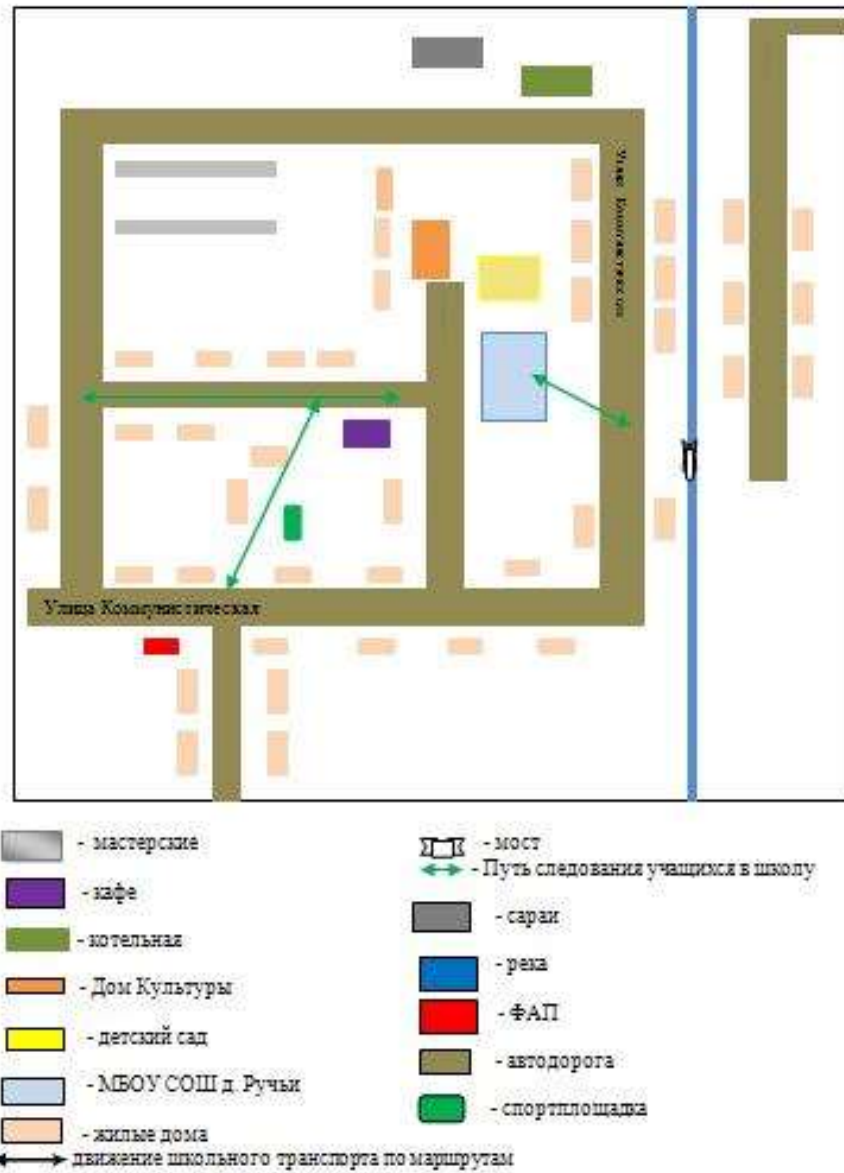 Улица Коммунистическая
- мастерские
- кафе
- котельная
- Дом Культуры
- детский сад
- МБОУ СОШ д. Ручьи
- жилые дома
движение школьного транспорта по маршрутам
- мост
- Путь следования учащихся в школу
- сараи
- река
- ФАП
- автодорога
- спортплощадка